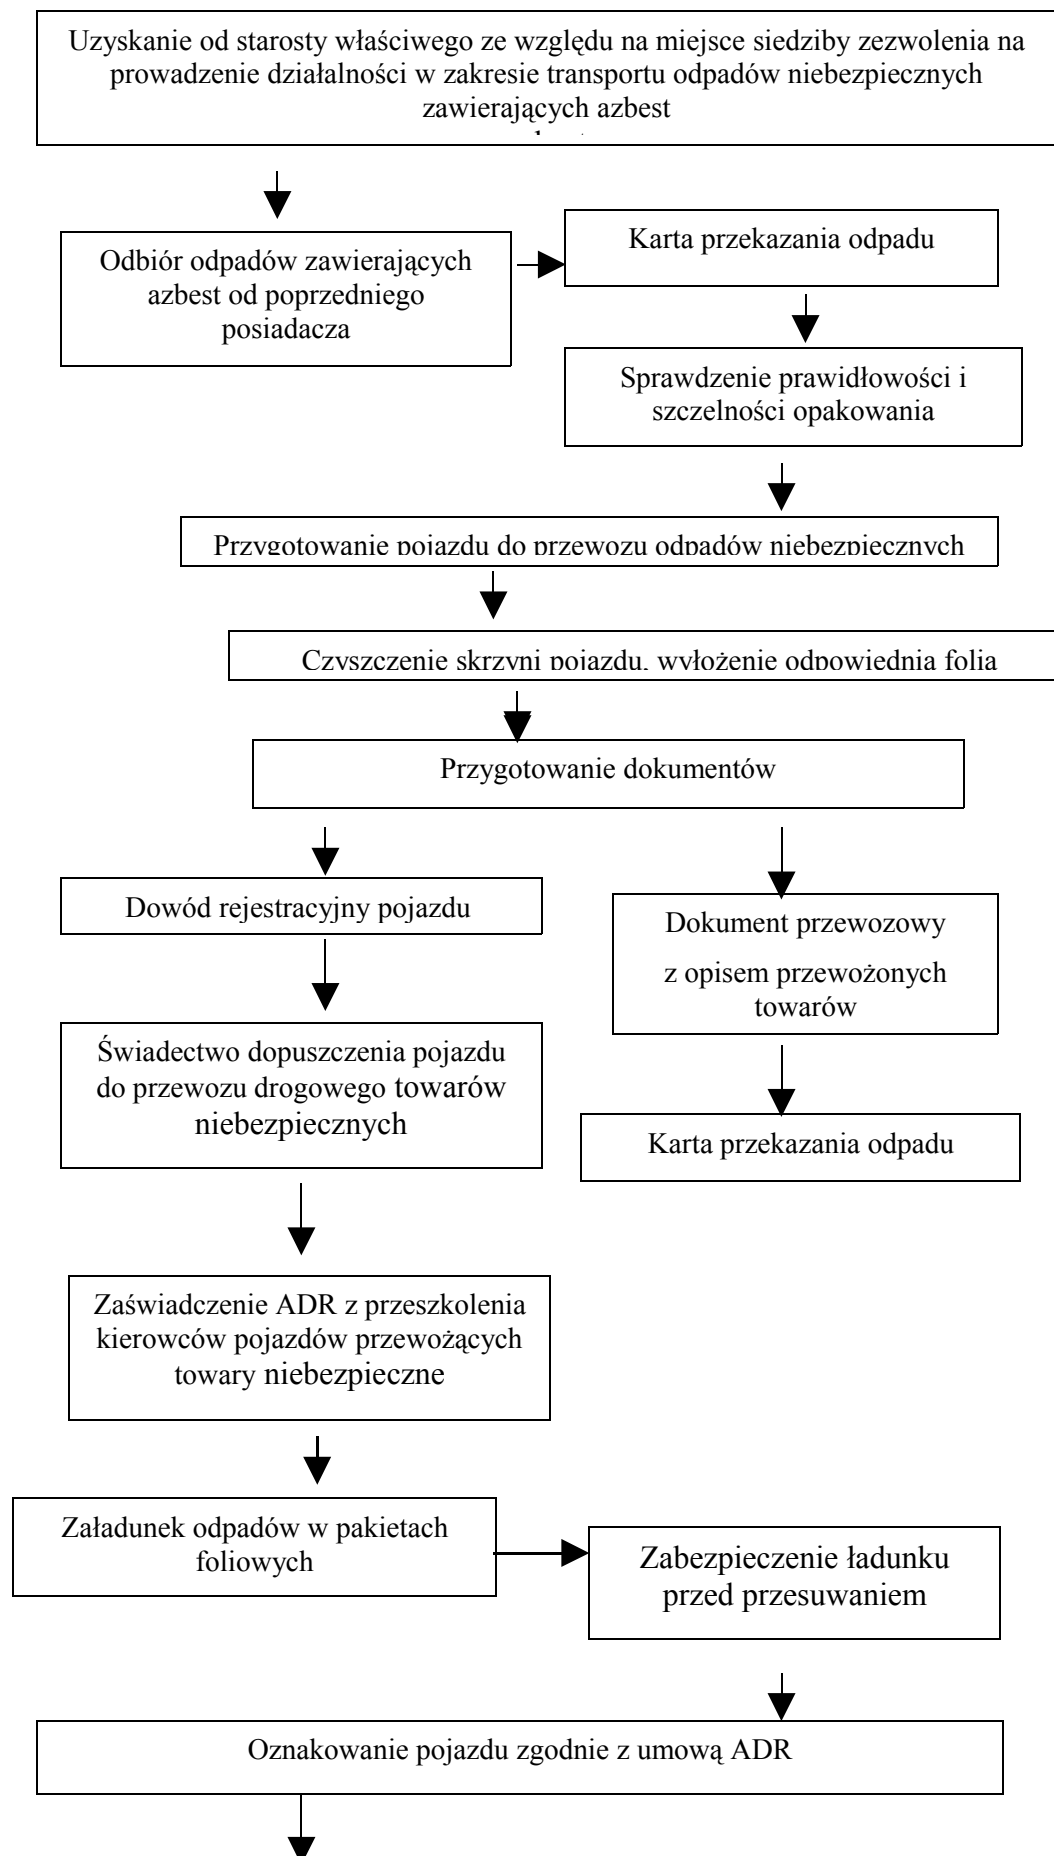 Uzyskanie od starosty właściwego ze względu na miejsce siedziby zezwolenia na
prowadzenie działalności w zakresie transportu odpadów niebezpiecznych
zawierających azbest
Odbiór odpadów zawierających
azbest od poprzedniego
posiadacza
Karta przekazania odpadu
Sprawdzenie prawidłowości i
szczelności opakowania
Przygotowanie pojazdu do przewozu odpadów niebezpiecznych
Czyszczenie skrzyni pojazdu, wyłożenie odpowiednia folia
Przygotowanie dokumentów
Dowód rejestracyjny pojazdu
Dokument przewozowy
z opisem przewożonych
towarów
Świadectwo dopuszczenia pojazdu
do przewozu drogowego towarów
niebezpiecznych
Karta przekazania odpadu
Zaświadczenie ADR z przeszkolenia
kierowców pojazdów przewożących
towary niebezpieczne
Załadunek odpadów w pakietach
foliowych
Zabezpieczenie ładunku
przed przesuwaniem
Oznakowanie pojazdu zgodnie z umową ADR